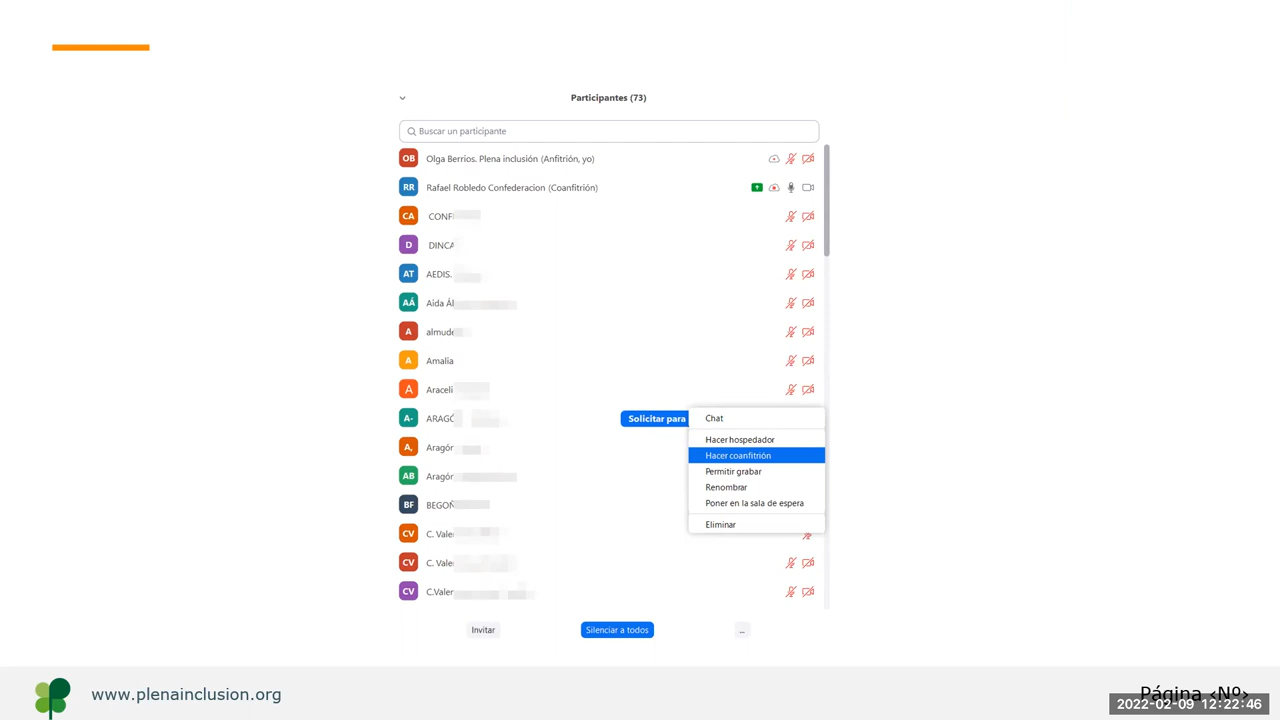 Participantes (73)
Buscar un participante
OB Olga Berrios. Plena inclusión (Anfitrión, yo)
RR Rafael Robledo Confederacion (Coanfitrión)
CA CONF
D DINCA
AT AEDIS.
AÁ Aida Ál
A almude
A Amalia
A Araceli
A- ARAGÓ Solicitar para
Chat
A, Aragón
Hacer hospedador
Hacer coanfitrión
Permitir grabar
AB Aragón
Renombrar
BF BEGOÑ
Poner en la sala de espera
Eliminar
CV C. Vale
CV C. Vale
CV C.Valen
Invitar Silenciar a todos ...
www.plenainclusion.org
Página <Nº>
2022-02-09 12:22:46